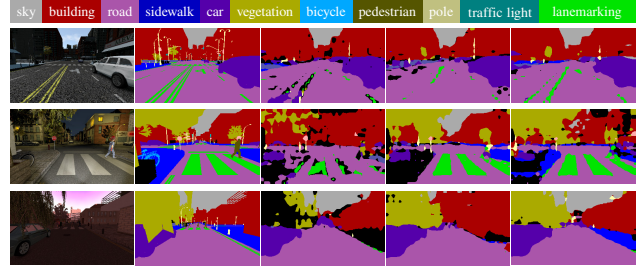 sky building road sidewalk car vegetation bicycle pedestrian pole traffic light lanemarking